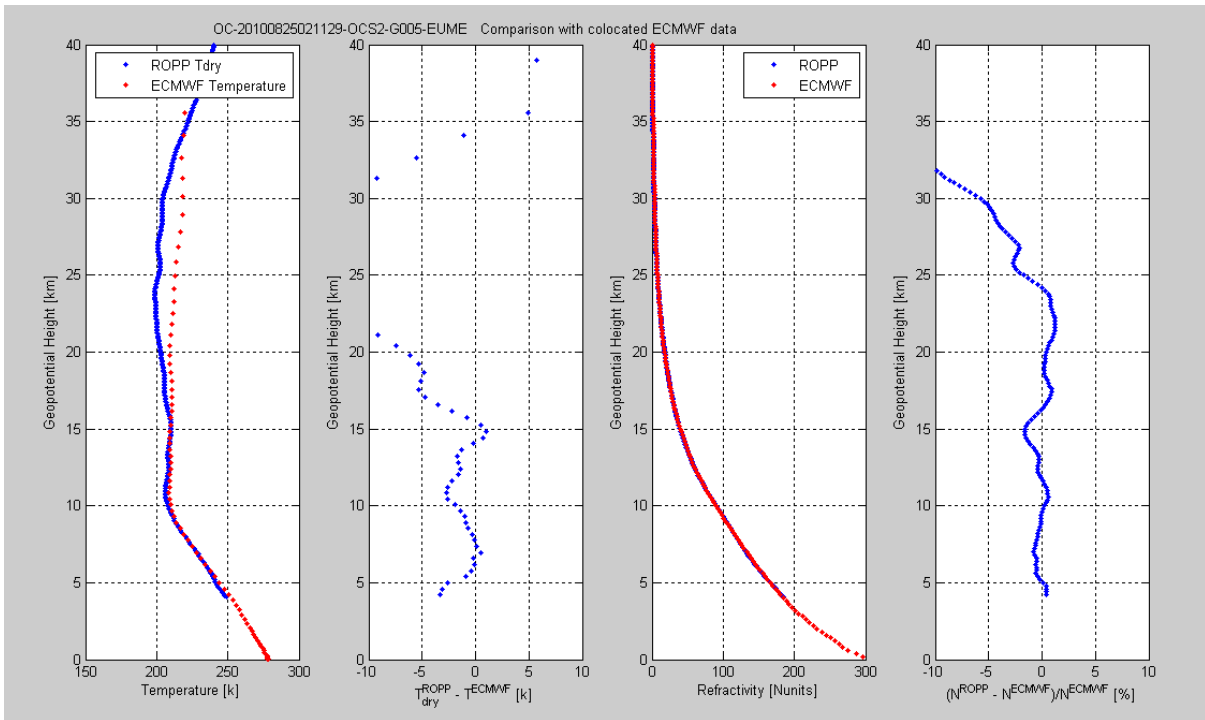 OC-20100825021129-OCS2-G005-EUME Comparison with colocated ECMWF data
40
35
30
25
20
15
10
5
0
Geopotential Height [km]
150 200 250 300
Temperature [k]
ROPP Tdry
ECMWF Temperature
40
35
30
25
20
15
10
5
0
Geopotential Height [km]
-10 -5 0 5 10
T_dry^ROPP - T^ECMWF [k]
40
35
30
25
20
15
10
5
0
Geopotential Height [km]
0 100 200 300
Refractivity [Nunits]
ROPP
ECMWF
40
35
30
25
20
15
10
5
0
Geopotential Height [km]
-10 -5 0 5 10
(N^ROPP - N^ECMWF)/N^ECMWF [%]